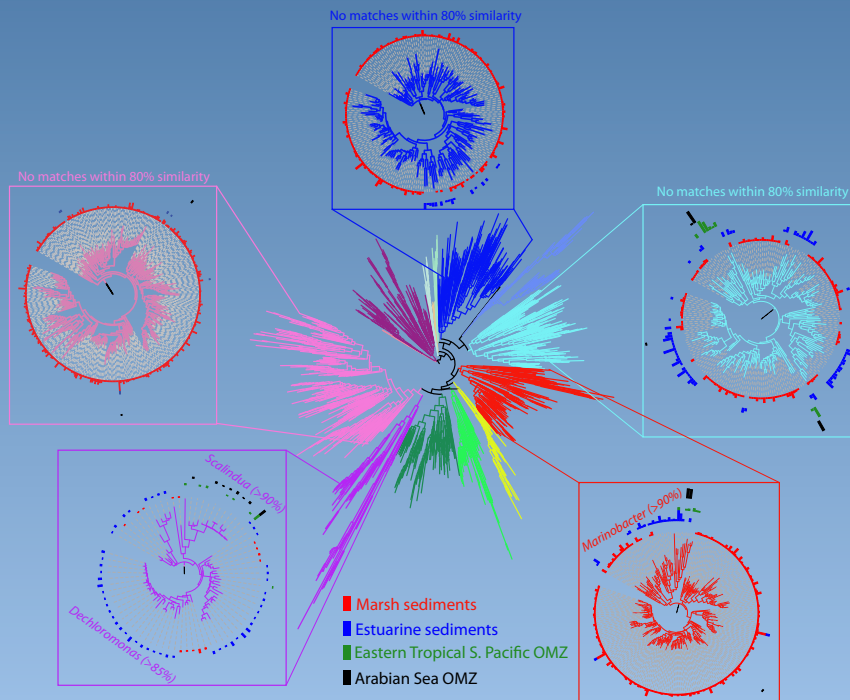 No matches within 80% similarity
No matches within 80% similarity
No matches within 80% similarity
Scalindua (>90%)
Dechloromonas (>85%)
Marinobacter (>90%)
Marsh sediments
Estuarine sediments
Eastern Tropical S. Pacific OMZ
Arabian Sea OMZ